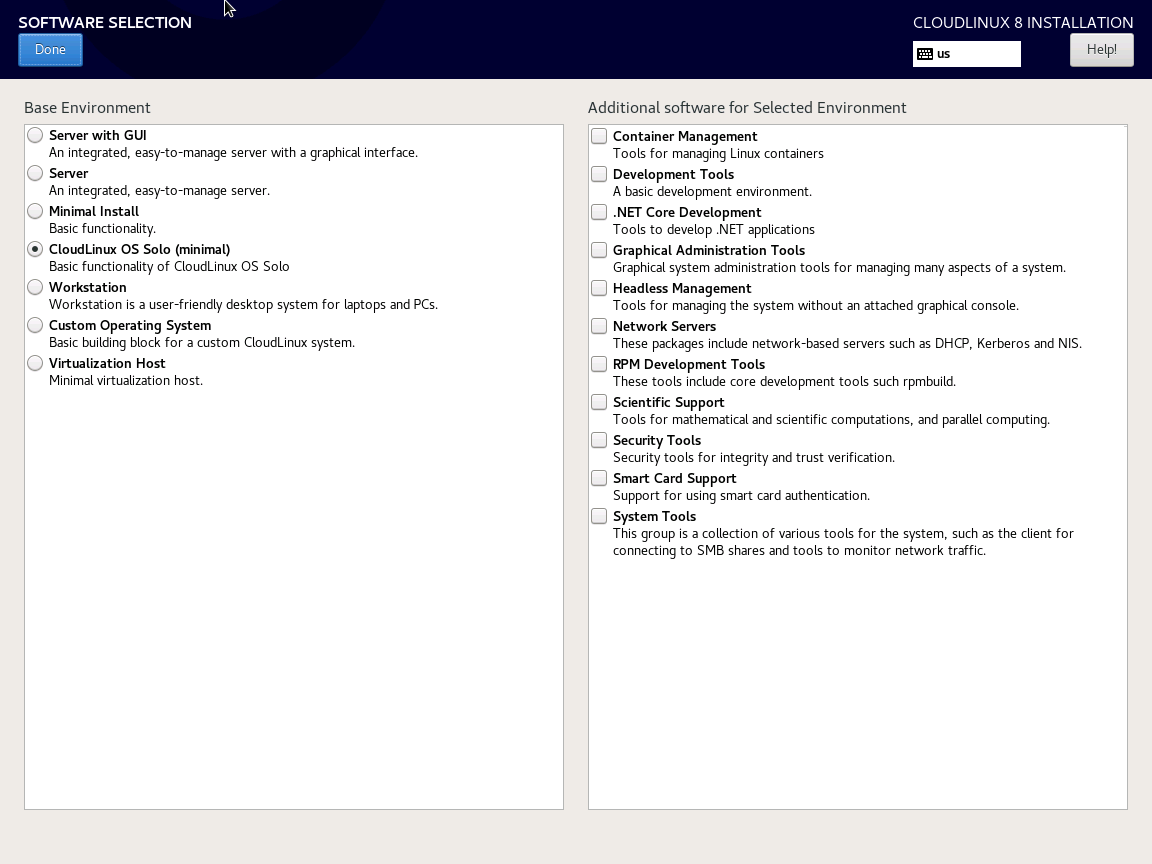 SOFTWARE SELECTION
Done
CLOUDLINUX 8 INSTALLATION
us
Help!
Base Environment
Server with GUI
An integrated, easy-to-manage server with a graphical interface.
Server
An integrated, easy-to-manage server.
Minimal Install
Basic functionality.
CloudLinux OS Solo (minimal)
Basic functionality of CloudLinux OS Solo
Workstation
Workstation is a user-friendly desktop system for laptops and PCs.
Custom Operating System
Basic building block for a custom CloudLinux system.
Virtualization Host
Minimal virtualization host.
Additional software for Selected Environment
Container Management
Tools for managing Linux containers
Development Tools
A basic development environment.
.NET Core Development
Tools to develop .NET applications
Graphical Administration Tools
Graphical system administration tools for managing many aspects of a system.
Headless Management
Tools for managing the system without an attached graphical console.
Network Servers
These packages include network-based servers such as DHCP, Kerberos and NIS.
RPM Development Tools
These tools include core development tools such rpmbuild.
Scientific Support
Tools for mathematical and scientific computations, and parallel computing.
Security Tools
Security tools for integrity and trust verification.
Smart Card Support
Support for using smart card authentication.
System Tools
This group is a collection of various tools for the system, such as the client for
connecting to SMB shares and tools to monitor network traffic.